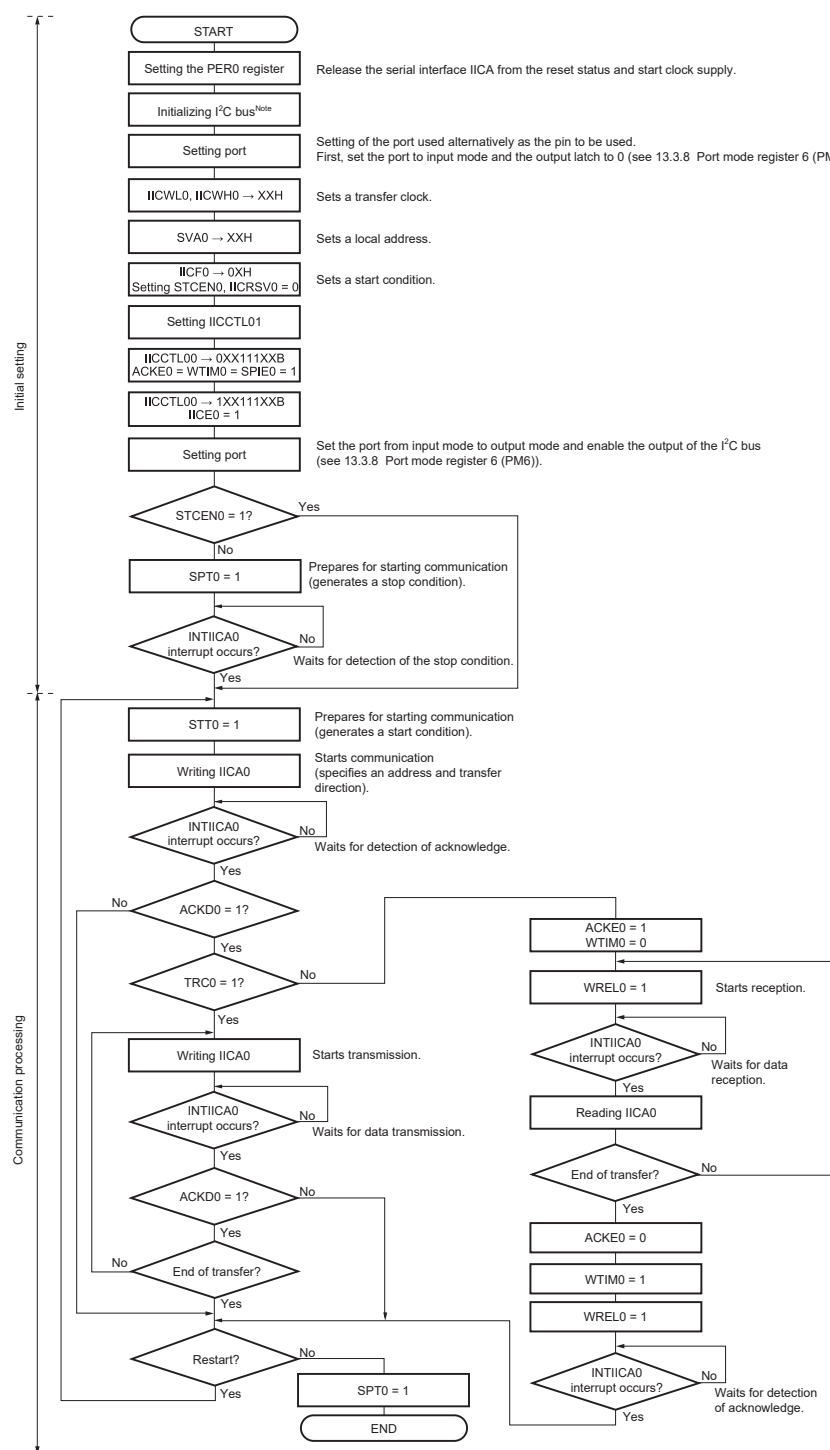 START
Setting the PER0 register
Release the serial interface IICA from the reset status and start clock supply.
Initializing I²C busNote
Setting port
Setting of the port used alternatively as the pin to be used.
First, set the port to input mode and the output latch to 0 (see 13.3.8 Port mode register 6 (PM
IICWL0, IICWH0 → XXH
Sets a transfer clock.
SVA0 → XXH
Sets a local address.
IICF0 → 0XH
Setting STCEN0, IICRSV0 = 0
Sets a start condition.
Setting IICCTL01
IICCTL00 → 0XX111XXB
ACKE0 = WTIM0 = SPIE0 = 1
IICCTL00 → 1XX111XXB
IICE0 = 1
Setting port
Set the port from input mode to output mode and enable the output of the I²C bus
(see 13.3.8 Port mode register 6 (PM6)).
Initial setting
STCEN0 = 1?
Yes
No
SPT0 = 1
Prepares for starting communication
(generates a stop condition).
INTIICA0
interrupt occurs?
No
Waits for detection of the stop condition.
Yes
STT0 = 1
Prepares for starting communication
(generates a start condition).
Writing IICA0
Starts communication
(specifies an address and transfer
direction).
INTIICA0
interrupt occurs?
No
Waits for detection of acknowledge.
Yes
No
ACKD0 = 1?
Yes
TRC0 = 1?
No
Yes
Writing IICA0
Starts transmission.
INTIICA0
interrupt occurs?
No
Waits for data transmission.
Yes
ACKD0 = 1?
No
Yes
No
End of transfer?
Yes
Restart?
No
Yes
SPT0 = 1
END
Communication processing
ACKE0 = 1
WTIM0 = 0
WREL0 = 1
Starts reception.
INTIICA0
interrupt occurs?
No
Waits for data
reception.
Yes
Reading IICA0
End of transfer?
No
Yes
ACKE0 = 0
WTIM0 = 1
WREL0 = 1
INTIICA0
interrupt occurs?
No
Waits for detection
of acknowledge.
Yes